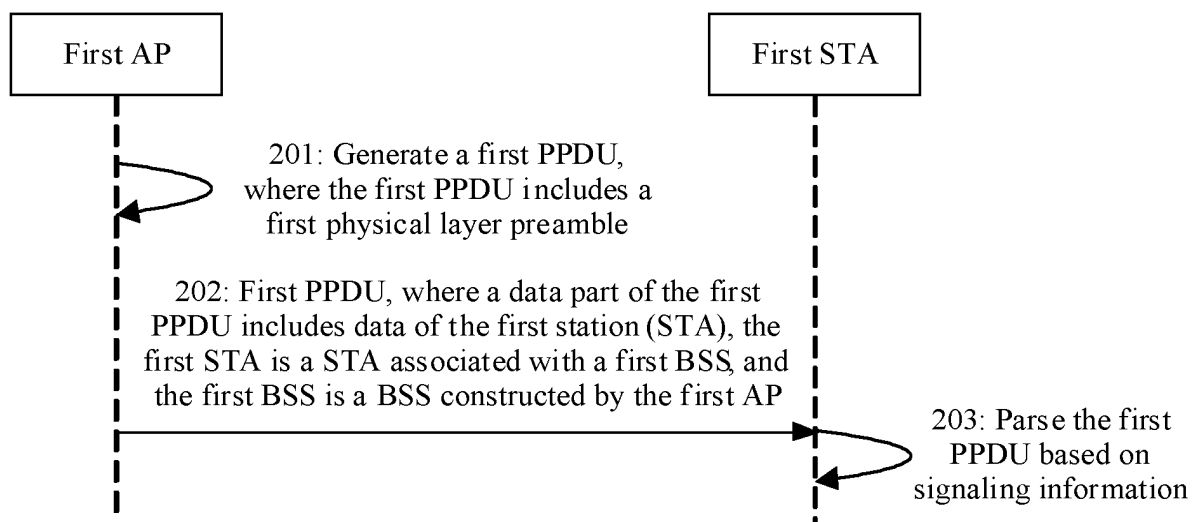 First AP
First STA
201: Generate a first PPDU,
where the first PPDU includes a
first physical layer preamble
202: First PPDU, where a data part of the first
PPDU includes data of the first station (STA), the
first STA is a STA associated with a first BSS, and
the first BSS is a BSS constructed by the first AP
203: Parse the first
PPDU based on
signaling information